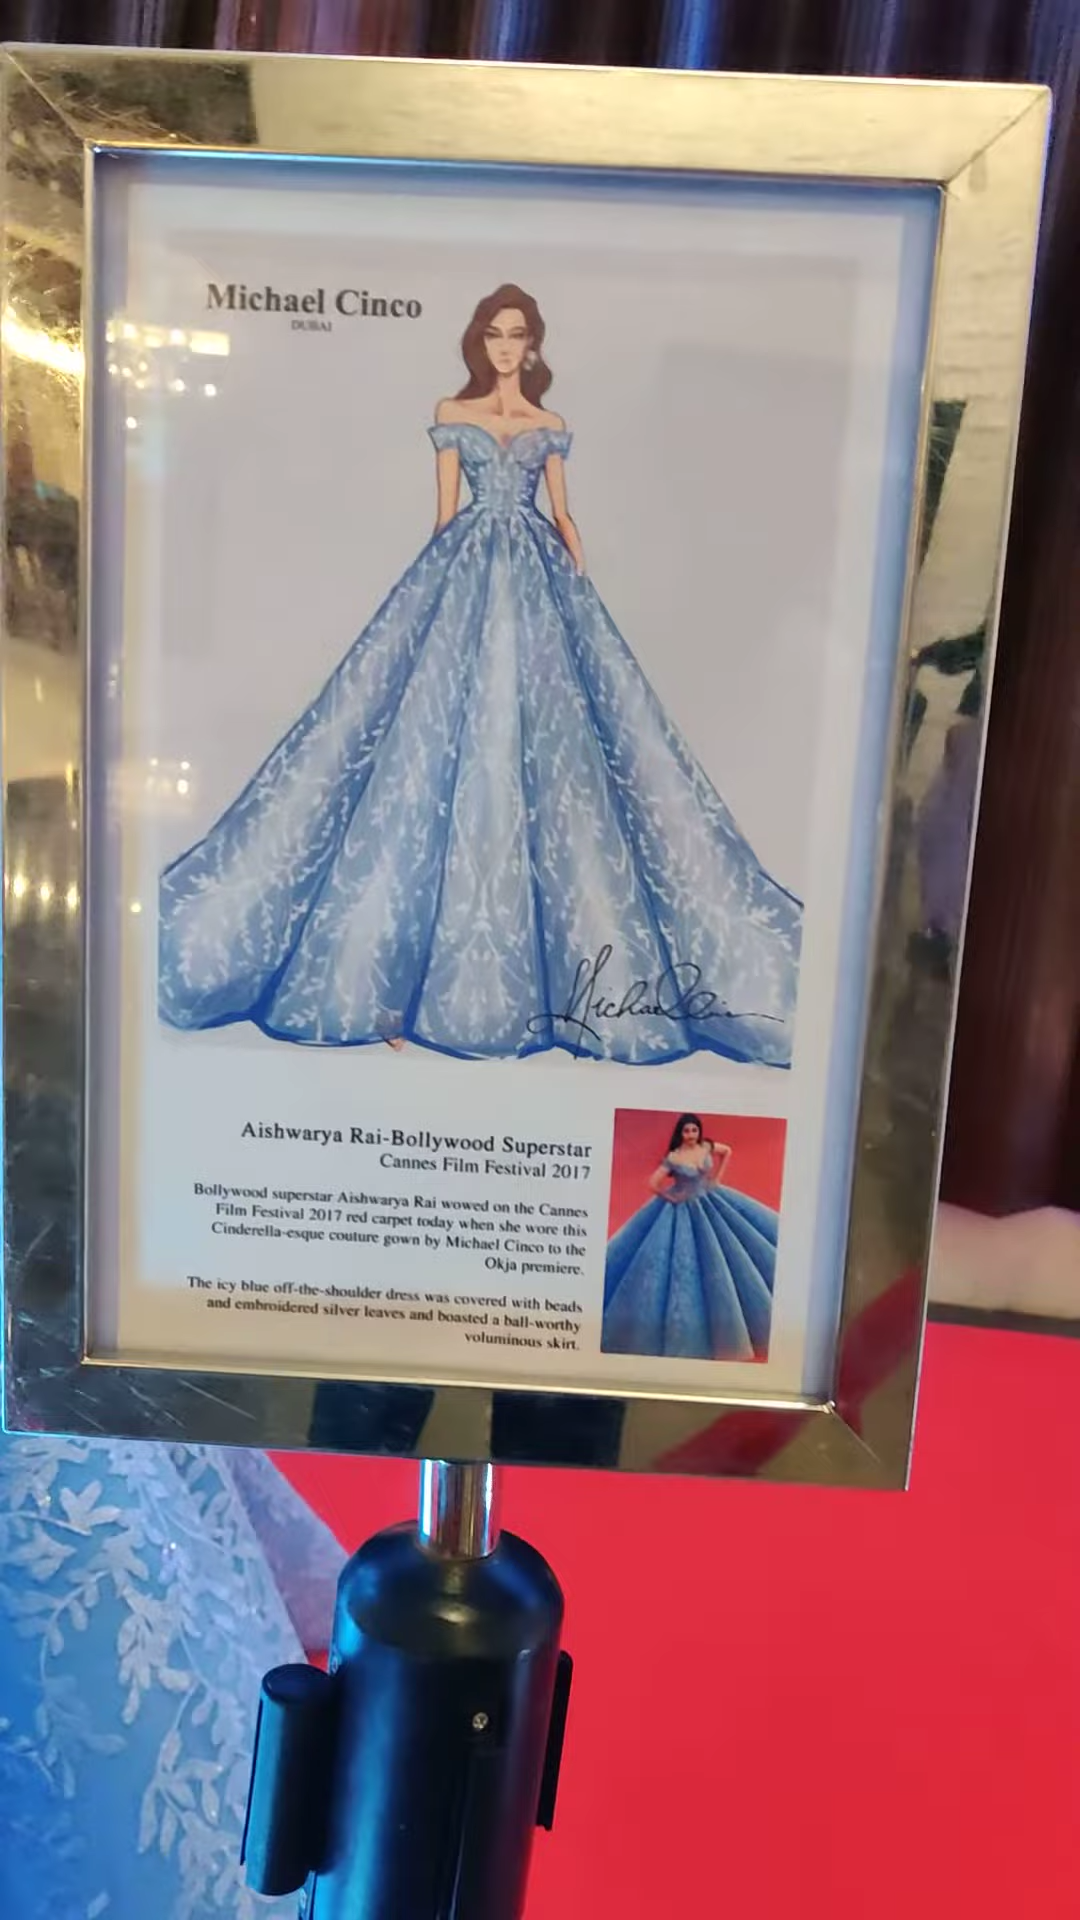 Michael Cinco
DUBAI
Michael Cinco
Aishwarya Rai-Bollywood Superstar
Cannes Film Festival 2017
Bollywood superstar Aishwarya Rai wowed on the Cannes
Film Festival 2017 red carpet today when she wore this
Cinderella-esque couture gown by Michael Cinco to the
Okja premiere.
The icy blue off-the-shoulder dress was covered with beads
and embroidered silver leaves and boasted a ball-worthy
voluminous skirt.